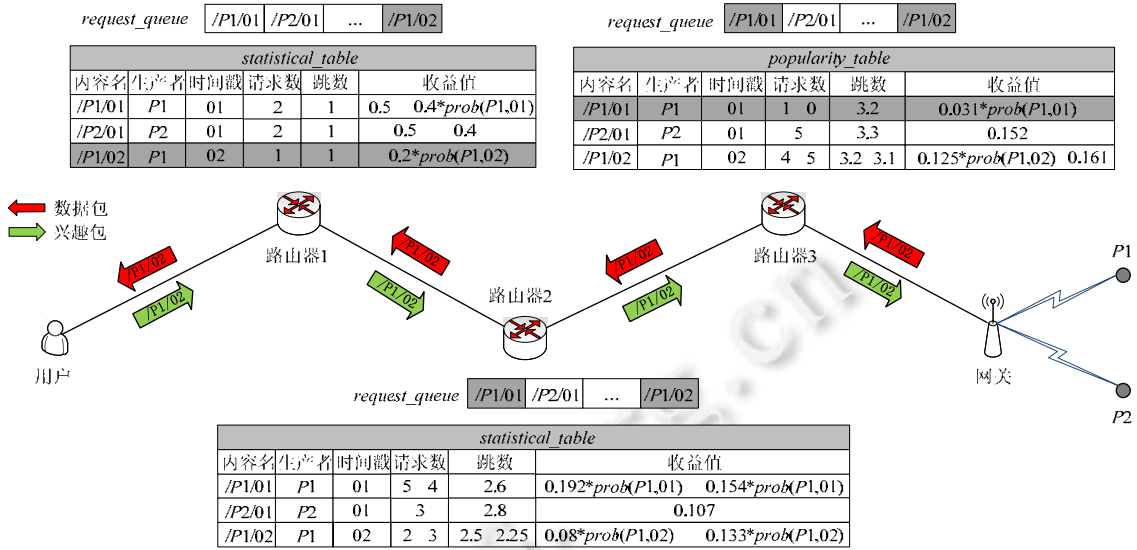 request_queue /P1/01 /P2/01 ... /P1/02
statistical_table
内容名 生产者 时间戳 请求数 跳数 收益值
/P1/01 P1 01 2 1 0.5 0.4*prob(P1,01)
/P2/01 P2 01 2 1 0.5 0.4
/P1/02 P1 02 1 1 0.2*prob(P1,02)
request_queue /P1/01 /P2/01 ... /P1/02
popularity_table
内容名 生产者 时间戳 请求数 跳数 收益值
/P1/01 P1 01 1 0 3.2 0.031*prob(P1,01)
/P2/01 P2 01 5 3.3 0.152
/P1/02 P1 02 4 5 3.2 3.1 0.125*prob(P1,02) 0.161
数据包
兴趣包
路由器1
路由器2
路由器3
/P1/02
/P1/02
/P1/02
/P1/02
/P1/02
/P1/02
/P1/02
/P1/02
用户
网关
P1
P2
request_queue /P1/01 /P2/01 ... /P1/02
statistical_table
内容名 生产者 时间戳 请求数 跳数 收益值
/P1/01 P1 01 5 4 2.6 0.192*prob(P1,01) 0.154*prob(P1,01)
/P2/01 P2 01 3 2.8 0.107
/P1/02 P1 02 2 3 2.5 2.25 0.08*prob(P1,02) 0.133*prob(P1,02)